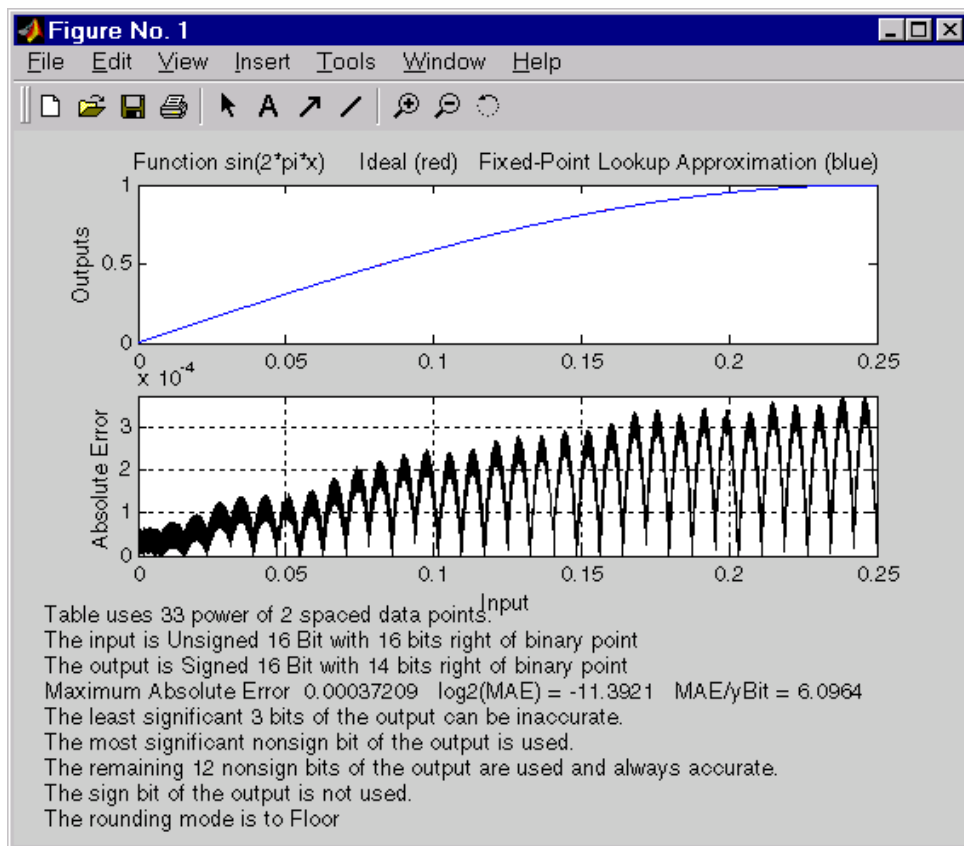 Figure No. 1
File Edit View Insert Tools Window Help
A
Function sin(2*pi*x) Ideal (red) Fixed-Point Lookup Approximation (blue)
1
0.5
0
Outputs
0 0.05 0.1 0.15 0.2 0.25
x 10-4
3
2
1
0
Absolute Error
0 0.05 0.1 0.15 0.2 0.25
Input
Table uses 33 power of 2 spaced data points.
The input is Unsigned 16 Bit with 16 bits right of binary point
The output is Signed 16 Bit with 14 bits right of binary point
Maximum Absolute Error 0.00037209 log2(MAE) = -11.3921 MAE/yBit = 6.0964
The least significant 3 bits of the output can be inaccurate.
The most significant nonsign bit of the output is used.
The remaining 12 nonsign bits of the output are used and always accurate.
The sign bit of the output is not used.
The rounding mode is to Floor